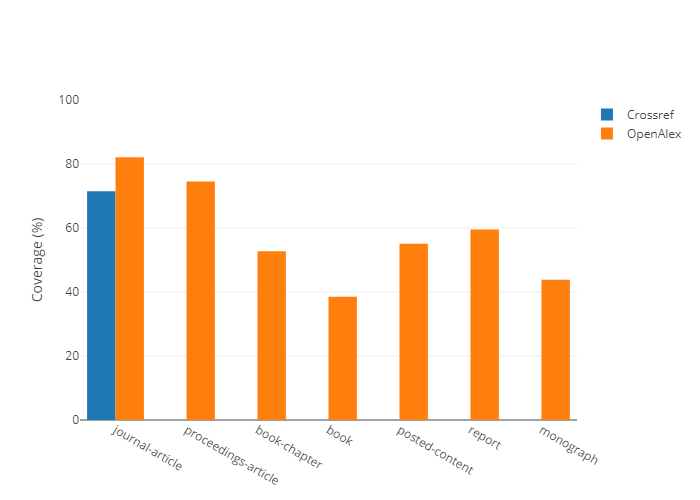 100
80
60
40
20
0
Coverage (%)
journal-article
proceedings-article
book-chapter
book
posted-content
report
monograph
Crossref
OpenAlex